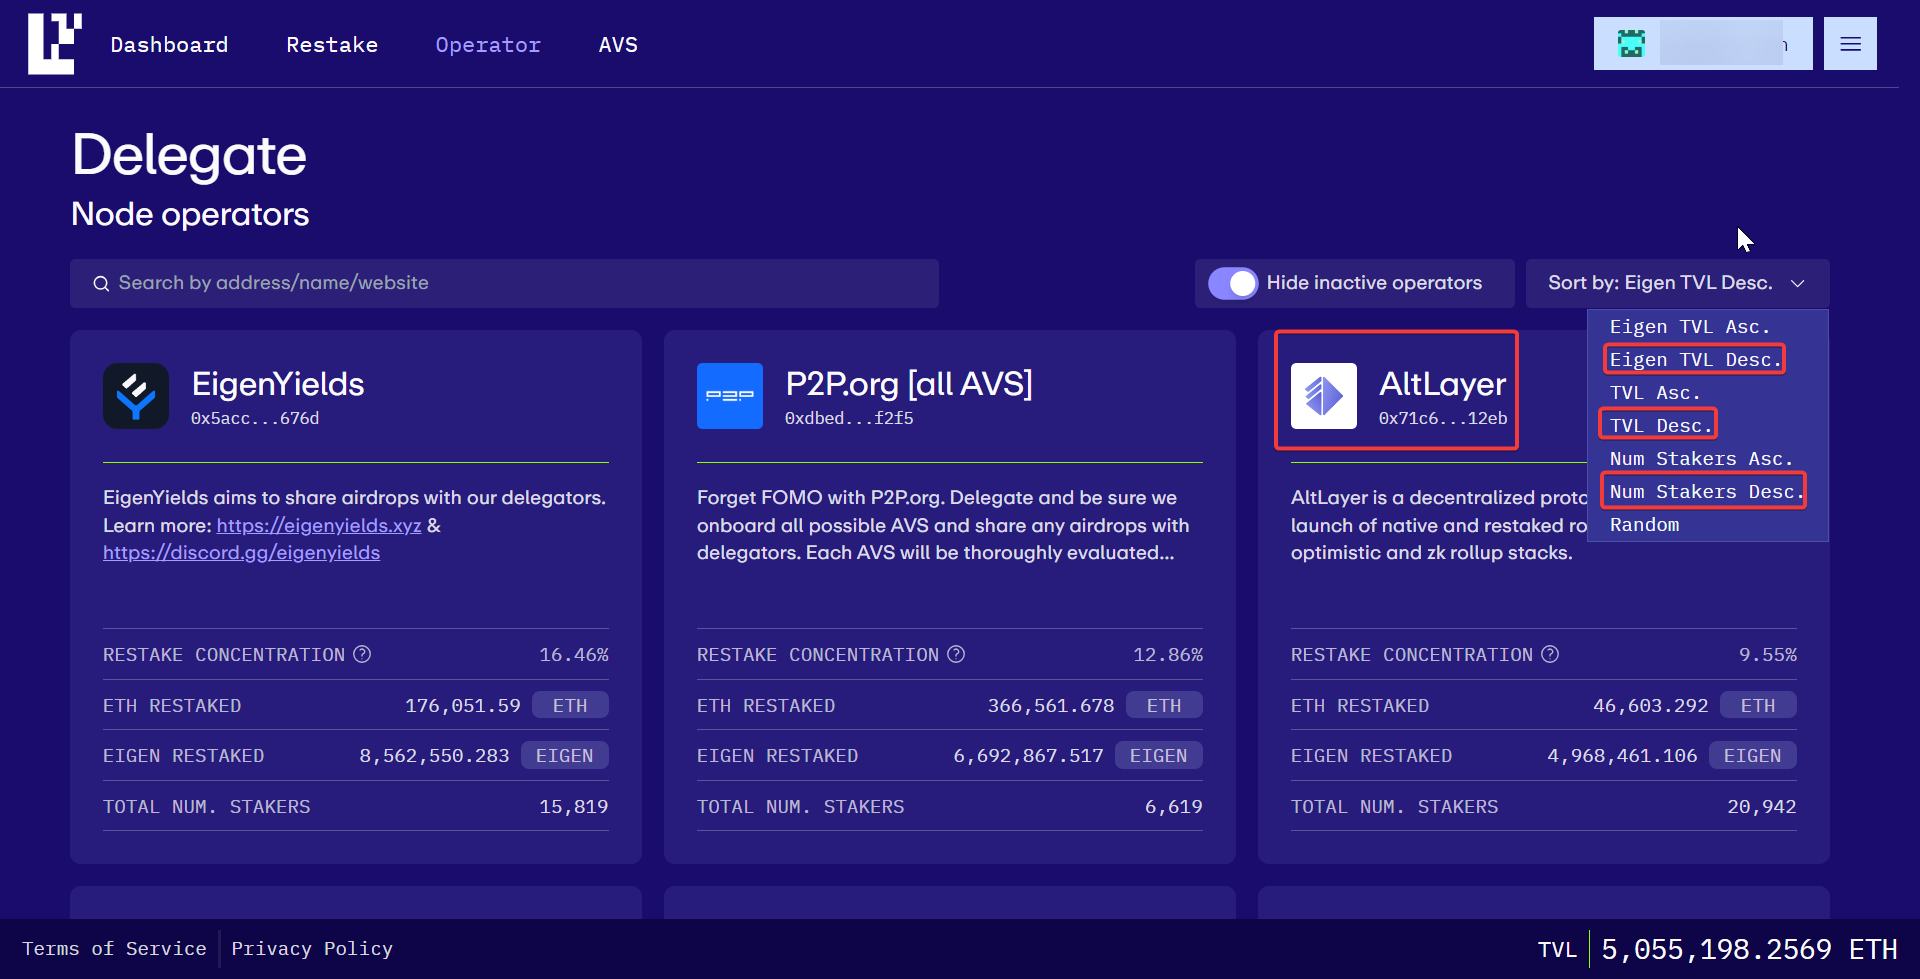 Dashboard
Restake
Operator
AVS
Delegate
Node operators
Search by address/name/website
Hide inactive operators
Sort by: Eigen TVL Desc.
Eigen TVL Asc.
Eigen TVL Desc.
TVL Asc.
TVL Desc.
Num Stakers Asc.
Num Stakers Desc.
Random
EigenYields
0x5acc...676d
EigenYields aims to share airdrops with our delegators.
Learn more: https://eigenyields.xyz &
https://discord.gg/eigenyields
RESTAKE CONCENTRATION ? 16.46%
ETH RESTAKED 176,051.59 ETH
EIGEN RESTAKED 8,562,550.283 EIGEN
TOTAL NUM. STAKERS 15,819
P2P.org [all AVS]
0xdbed...f2f5
P2P
Forget FOMO with P2P.org. Delegate and be sure we
onboard all possible AVS and share any airdrops with
delegators. Each AVS will be thoroughly evaluated...
RESTAKE CONCENTRATION ? 12.86%
ETH RESTAKED 366,561.678 ETH
EIGEN RESTAKED 6,692,867.517 EIGEN
TOTAL NUM. STAKERS 6,619
AltLayer
0x71c6...12eb
AltLayer is a decentralized proto
launch of native and restaked ro
optimistic and zk rollup stacks.
RESTAKE CONCENTRATION ? 9.55%
ETH RESTAKED 46,603.292 ETH
EIGEN RESTAKED 4,968,461.106 EIGEN
TOTAL NUM. STAKERS 20,942
Terms of Service
Privacy Policy
TVL 5,055,198.2569 ETH